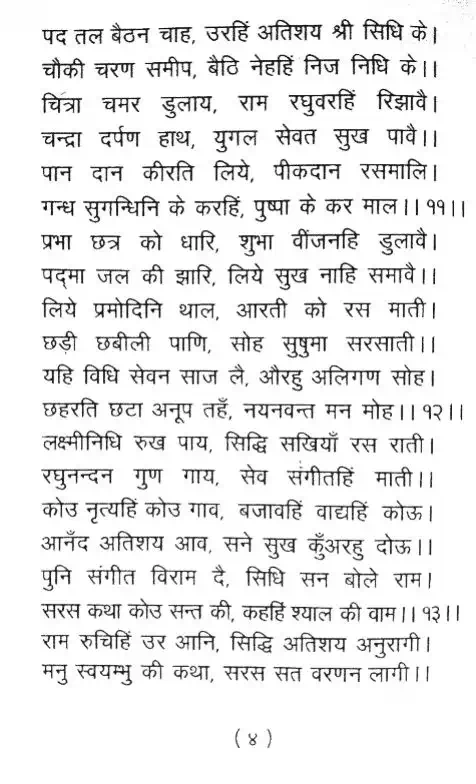 पद तल बैठन चाह, उरहिं अतिशय श्री सिधि के।
चौकी चरण समीप, बैठि नेहहिं निज निधि के।।
चित्रा चमर डुलाय, राम रघुवरहिं रिझावै।
चन्द्रा दर्पण हाथ, युगल सेवत सुख पावै।।
पान दान कीरति लिये, पीकदान रसमालि।
गन्ध सुगन्धिनि के करहिं, पुष्पा के कर माल।। ११।।
प्रभा छत्र को धारि, शुभा वींजनहि डुलावै।
पद्‌मा जल की झारि, लिये सुख नाहि समावै।।
लिये प्रमोदिनि थाल, आरती को रस माती।
छड़ी छबीली पाणि, सोह सुषुमा सरसाती।।
यहि विधि सेवन साज लै, औरहु अलिगण सोह।
छहरति छटा अनूप तहँ, नयनवन्त मन मोह।। १२।।
लक्ष्मीनिधि रुख पाय, सिद्धि सखियाँ रस राती।
रघुनन्दन गुण गाय, सेव संगीतहिं माती।।
कोउ नृत्यहिं कोउ गाव, बजावहिं वाद्यहिं कोऊ।
आनँद अतिशय आव, सने सुख कुँअरहु दोऊ।।
पुनि संगीत विराम दै, सिधि सन बोले राम।
सरस कथा कोउ सन्त की, कहहिं श्याल की वाम।। १३।।
राम रुचिहिं उर आनि, सिद्धि अतिशय अनुरागी।
मनु स्वयम्भु की कथा, सरस सत वरणन लागी।।
( ४ )